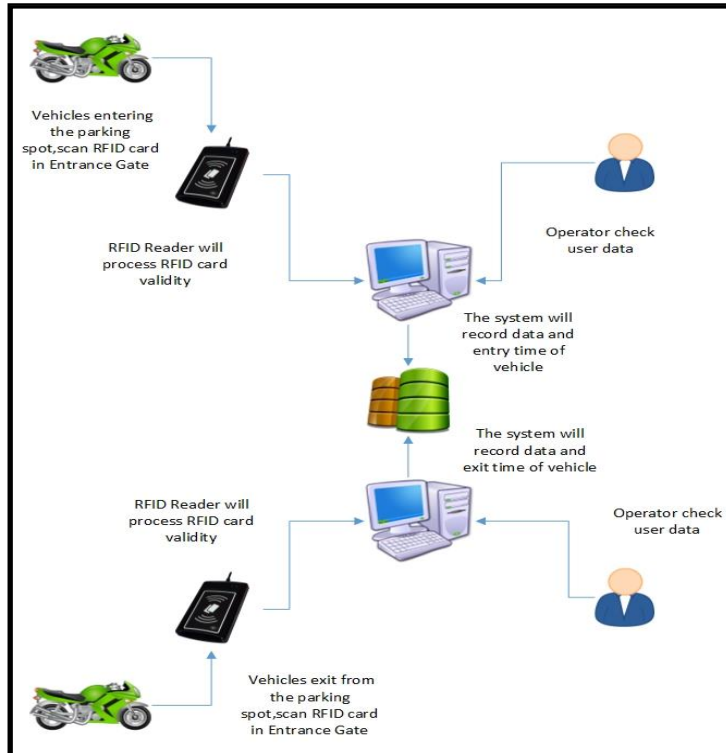 Vehicles entering
the parking
spot,scan RFID card
in Entrance Gate
RFID Reader will
process RFID card
validity
Operator check
user data
The system will
record data and
entry time of
vehicle
The system will
record data and
exit time of vehicle
RFID Reader will
process RFID card
validity
Operator check
user data
Vehicles exit from
the parking
spot,scan RFID card
in Entrance Gate